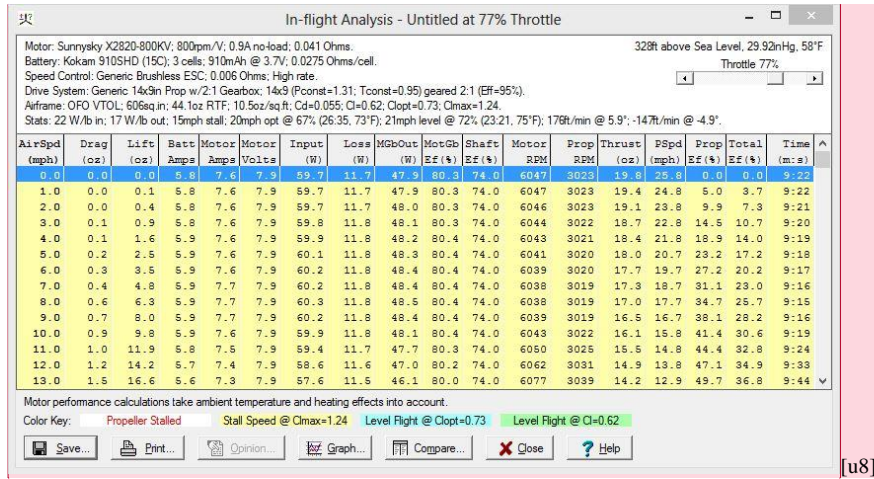 In-flight Analysis - Untitled at 77% Throttle
Motor: Sunnysky X2820-800KV; 800rpm/V; 0.9A no-load; 0.041 Ohms.
328ft above Sea Level, 29.92inHg, 58°F
Battery: Kokam 910SHD (15C); 3 cells; 910mAh @ 3.7V; 0.0275 Ohms/cell.
Throttle 77%
Speed Control: Generic Brushless ESC; 0.006 Ohms; High rate.
Drive System: Generic 14x9in Prop w/2:1 Gearbox; 14x9 (Pconst=1.31; Tconst=0.95) geared 2:1 (Eff=95%).
Airframe: OFO VTOL; 606sq.in; 44.1oz RTF; 10.5oz/sq.ft; Cd=0.055; Cl=0.62; Clopt=0.73; Clmax=1.24.
Stats: 22 W/lb in; 17 W/lb out; 15mph stall; 20mph opt @ 67% (26:35, 73°F); 21mph level @ 72% (23:21, 75°F); 176ft/min @ 5.9°; -147ft/min @ -4.9°.
AirSpd Drag Lift Batt Motor Motor Input Loss MGbOut MotGb Shaft Motor Prop Thrust PSpd Prop Total Time
(mph) (oz) (oz) Amps Amps Volts (W) (W) (W) Ef(%) Ef(%) RPM RPM (oz) (mph) Ef(%) Ef(%) (m:s)
0.0 0.0 0.0 5.8 7.6 7.9 59.7 11.7 47.9 80.3 74.0 6047 3023 19.8 25.8 0.0 0.0 9:22
1.0 0.0 0.1 5.8 7.6 7.9 59.7 11.7 47.9 80.3 74.0 6047 3023 19.4 24.8 5.0 3.7 9:22
2.0 0.0 0.4 5.8 7.6 7.9 59.7 11.7 48.0 80.3 74.0 6046 3023 19.1 23.8 9.9 7.3 9:21
3.0 0.1 0.9 5.8 7.6 7.9 59.8 11.8 48.1 80.3 74.0 6044 3022 18.7 22.8 14.5 10.7 9:20
4.0 0.1 1.6 5.9 7.6 7.9 59.9 11.8 48.2 80.4 74.0 6043 3021 18.4 21.8 18.9 14.0 9:19
5.0 0.2 2.5 5.9 7.6 7.9 60.1 11.8 48.3 80.4 74.0 6041 3020 18.0 20.7 23.2 17.2 9:18
6.0 0.3 3.5 5.9 7.6 7.9 60.2 11.8 48.4 80.4 74.0 6039 3020 17.7 19.7 27.2 20.2 9:17
7.0 0.4 4.8 5.9 7.7 7.9 60.2 11.8 48.4 80.4 74.0 6038 3019 17.3 18.7 31.1 23.0 9:16
8.0 0.6 6.3 5.9 7.7 7.9 60.3 11.8 48.5 80.4 74.0 6038 3019 17.0 17.7 34.7 25.7 9:15
9.0 0.7 8.0 5.9 7.7 7.9 60.2 11.8 48.4 80.4 74.0 6039 3019 16.5 16.7 38.1 28.2 9:16
10.0 0.9 9.8 5.9 7.6 7.9 59.9 11.8 48.1 80.4 74.0 6043 3022 16.1 15.8 41.4 30.6 9:19
11.0 1.0 11.9 5.8 7.5 7.9 59.4 11.7 47.7 80.3 74.0 6050 3025 15.5 14.8 44.4 32.8 9:24
12.0 1.2 14.2 5.7 7.4 7.9 58.6 11.6 47.0 80.2 74.0 6062 3031 14.9 13.8 47.1 34.9 9:33
13.0 1.5 16.6 5.6 7.3 7.9 57.6 11.5 46.1 80.0 74.0 6077 3039 14.2 12.9 49.7 36.8 9:44
Motor performance calculations take ambient temperature and heating effects into account.
Color Key: Propeller Stalled Stall Speed @ Clmax=1.24 Level Flight @ Clopt=0.73 Level Flight @ Cl=0.62
Save... Print... Opinion... Graph... Compare... Close Help
[u8]